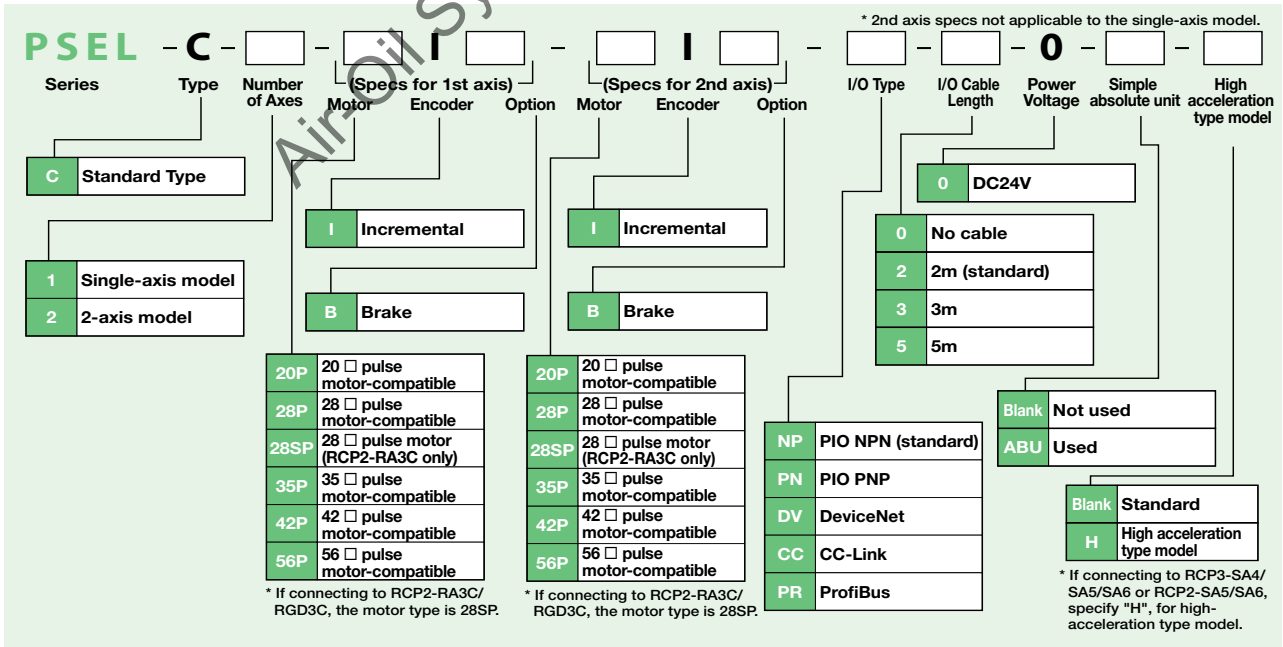 * 2nd axis specs not applicable to the single-axis model.
PSEL - C - □ - □ I □ - □ I □ - □ - □ - 0 - □ - □
Series
Type
Number
of Axes
(Specs for 1st axis)
Motor Encoder Option
(Specs for 2nd axis)
Motor Encoder Option
I/O Type
I/O Cable
Length
Power
Voltage
Simple
absolute unit
High
acceleration
type model
C Standard Type
1 Single-axis model
2 2-axis model
I Incremental
B Brake
20P 20 □ pulse
motor-compatible
28P 28 □ pulse
motor-compatible
28SP 28 □ pulse motor
(RCP2-RA3C only)
35P 35 □ pulse
motor-compatible
42P 42 □ pulse
motor-compatible
56P 56 □ pulse
motor-compatible
* If connecting to RCP2-RA3C/
RGD3C, the motor type is 28SP.
I Incremental
B Brake
20P 20 □ pulse
motor-compatible
28P 28 □ pulse
motor-compatible
28SP 28 □ pulse motor
(RCP2-RA3C only)
35P 35 □ pulse
motor-compatible
42P 42 □ pulse
motor-compatible
56P 56 □ pulse
motor-compatible
* If connecting to RCP2-RA3C/
RGD3C, the motor type is 28SP.
NP PIO NPN (standard)
PN PIO PNP
DV DeviceNet
CC CC-Link
PR ProfiBus
0 No cable
2 2m (standard)
3 3m
5 5m
0 DC24V
Blank Not used
ABU Used
Blank Standard
H High acceleration
type model
* If connecting to RCP3-SA4/
SA5/SA6 or RCP2-SA5/SA6,
specify "H", for high-
acceleration type model.
Air-Oil Sy